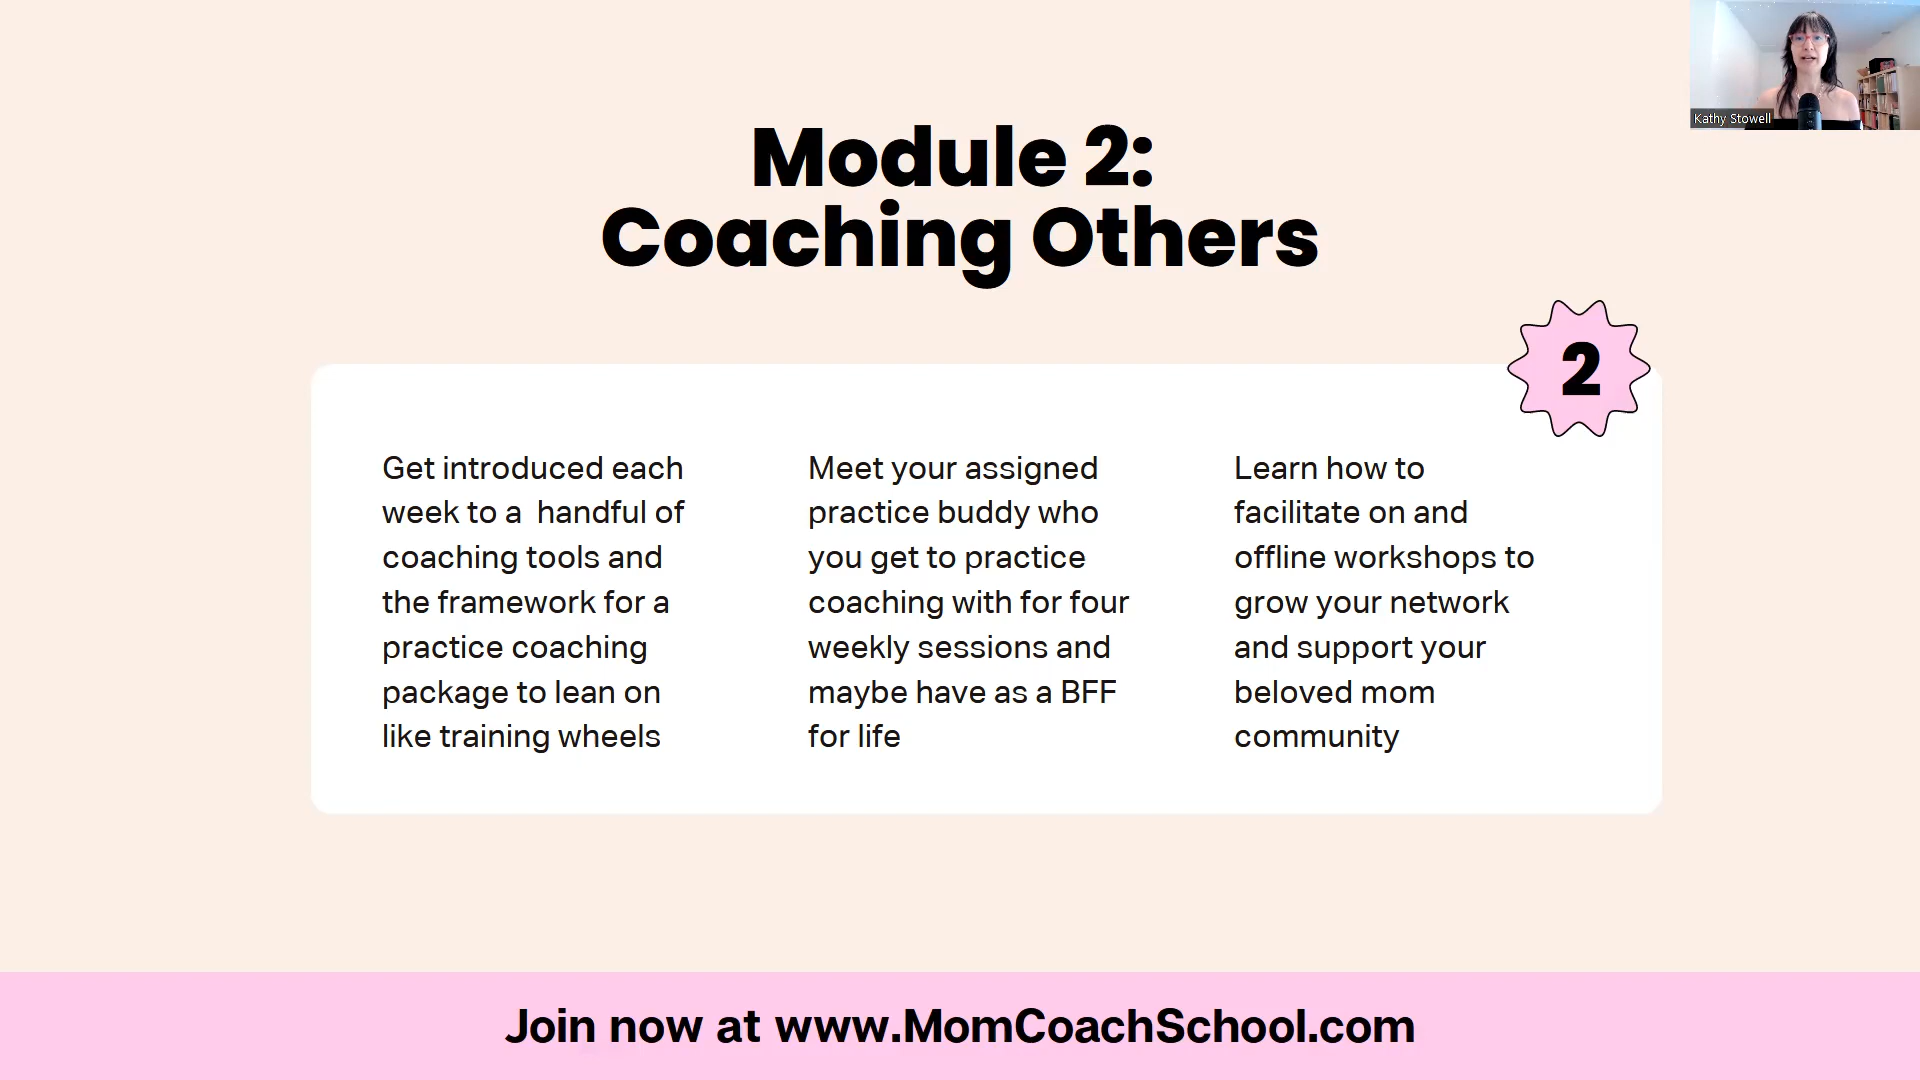 Kathy Stowell
Module 2:
Coaching Others
2
Get introduced each
week to a  handful of
coaching tools and
the framework for a
practice coaching
package to lean on
like training wheels
Meet your assigned
practice buddy who
you get to practice
coaching with for four
weekly sessions and
maybe have as a BFF
for life
Learn how to
facilitate on and
offline workshops to
grow your network
and support your
beloved mom
community
Join now at www.MomCoachSchool.com